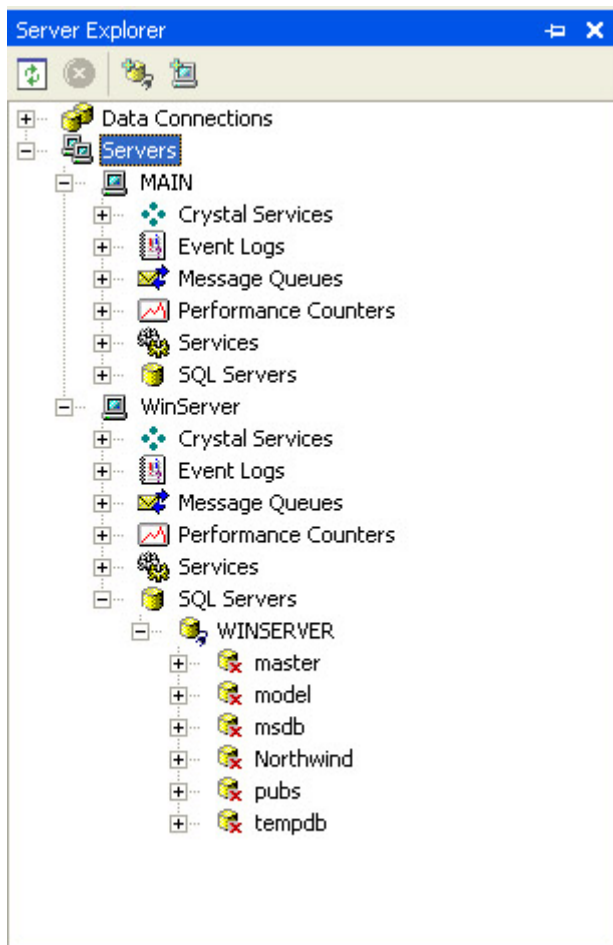 Server Explorer
Data Connections
Servers
MAIN
Crystal Services
Event Logs
Message Queues
Performance Counters
Services
SQL Servers
WinServer
Crystal Services
Event Logs
Message Queues
Performance Counters
Services
SQL Servers
WINSERVER
master
model
msdb
Northwind
pubs
tempdb